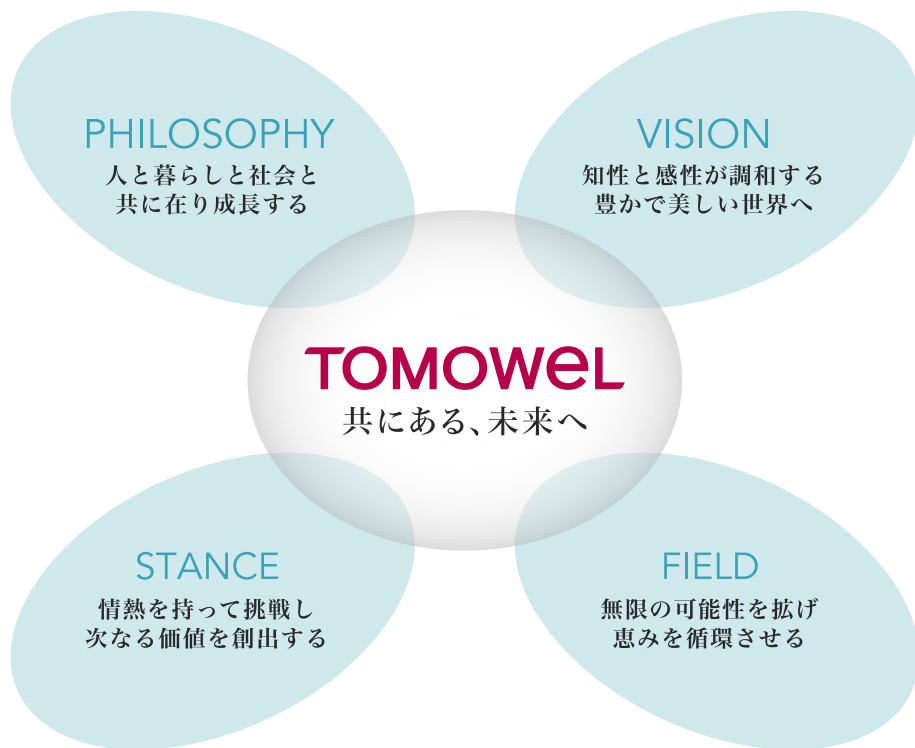 PHILOSOPHY
人と暮らしと社会と
共に在り成長する
VISION
知性と感性が調和する
豊かで美しい世界へ
TOMOWEL
共にある、未来へ
STANCE
情熱を持って挑戦し
次なる価値を創出する
FIELD
無限の可能性を拡げ
恵みを循環させる